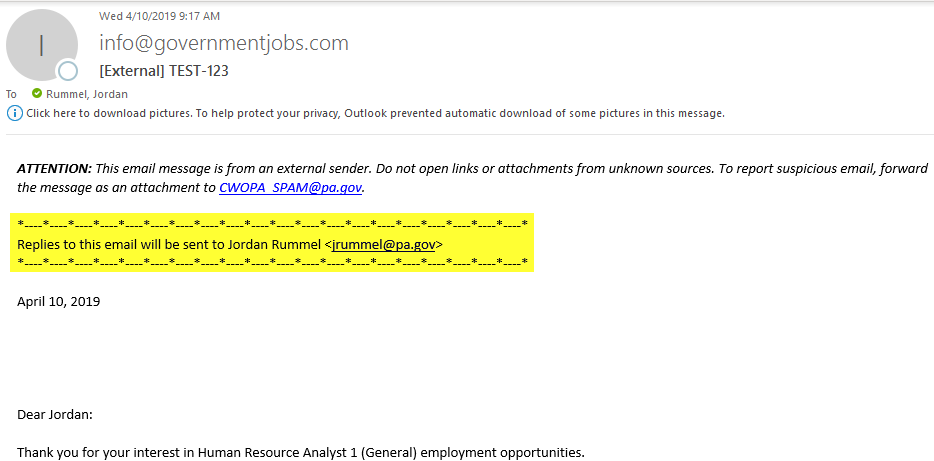 Wed 4/10/2019 9:17 AM
I
info@governmentjobs.com
[External] TEST-123
To Rummel, Jordan
Click here to download pictures. To help protect your privacy, Outlook prevented automatic download of some pictures in this message.
ATTENTION: This email message is from an external sender. Do not open links or attachments from unknown sources. To report suspicious email, forward
the message as an attachment to CWOPA_SPAM@pa.gov.
*----*----*----*----*----*----*----*----*----*----*----*----*----*----*----*----*----*----*----*----*
Replies to this email will be sent to Jordan Rummel <jrummel@pa.gov>
*----*----*----*----*----*----*----*----*----*----*----*----*----*----*----*----*----*----*----*----*
April 10, 2019
Dear Jordan:
Thank you for your interest in Human Resource Analyst 1 (General) employment opportunities.